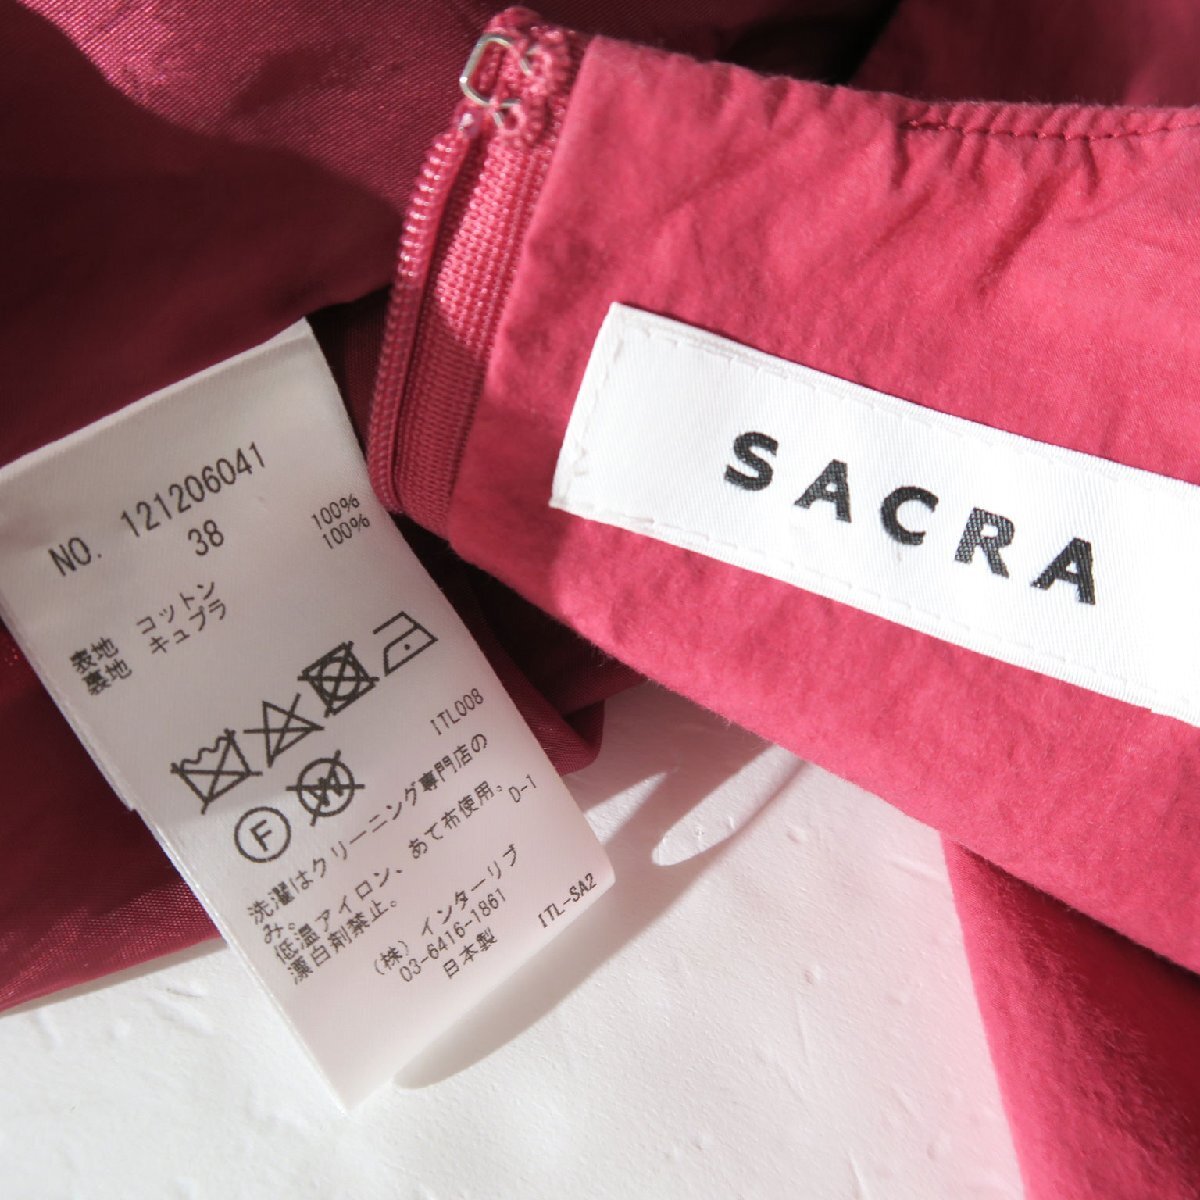 SACRA
NO. 121206041
38
表地 コットン 100%
裏地 キュプラ 100%
ITL008
F W
洗濯はクリーニング専門店の
み。
低温アイロン、あて布使用。
漂白剤禁止。 D-1
(株) インターリブ
03-6416-1861
日本製
ITL-SA2